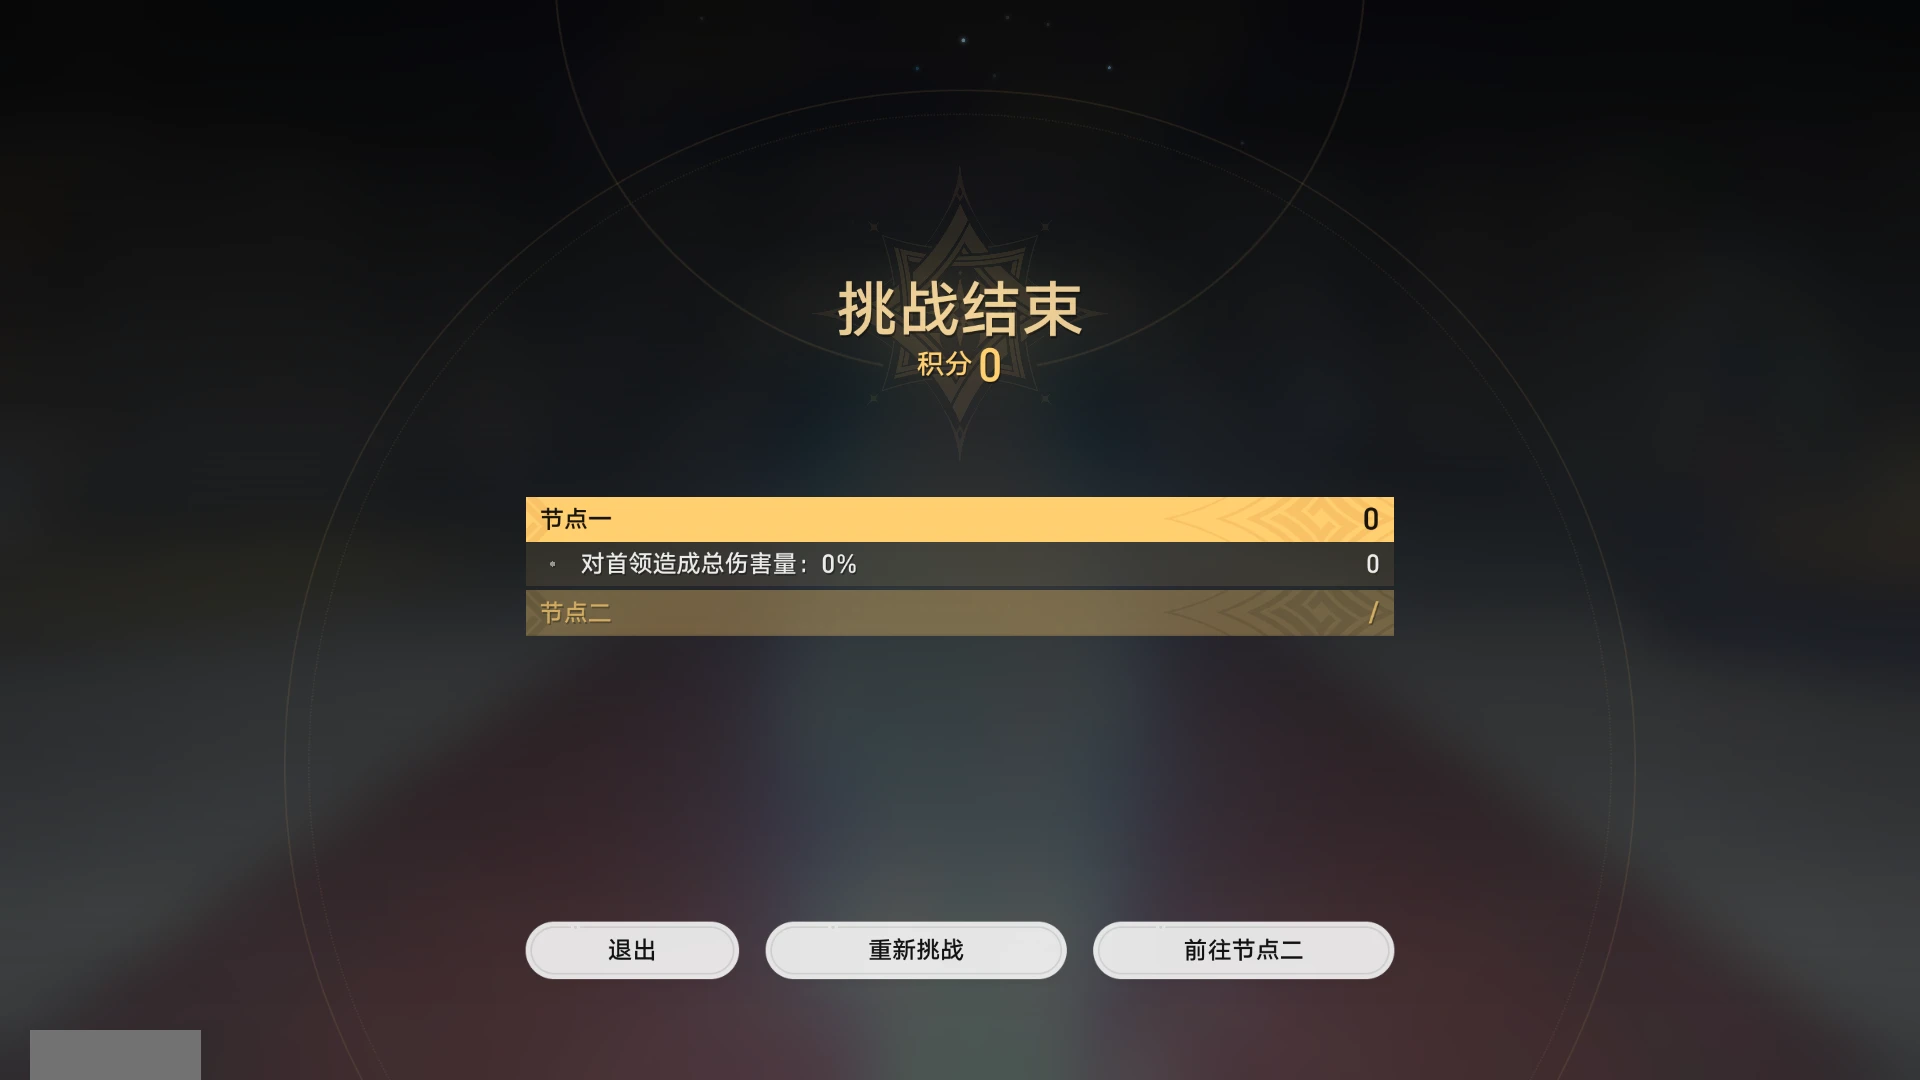 挑战结束
积分 0
节点一 0
对首领造成总伤害量：0% 0
节点二 /
退出 重新挑战 前往节点二